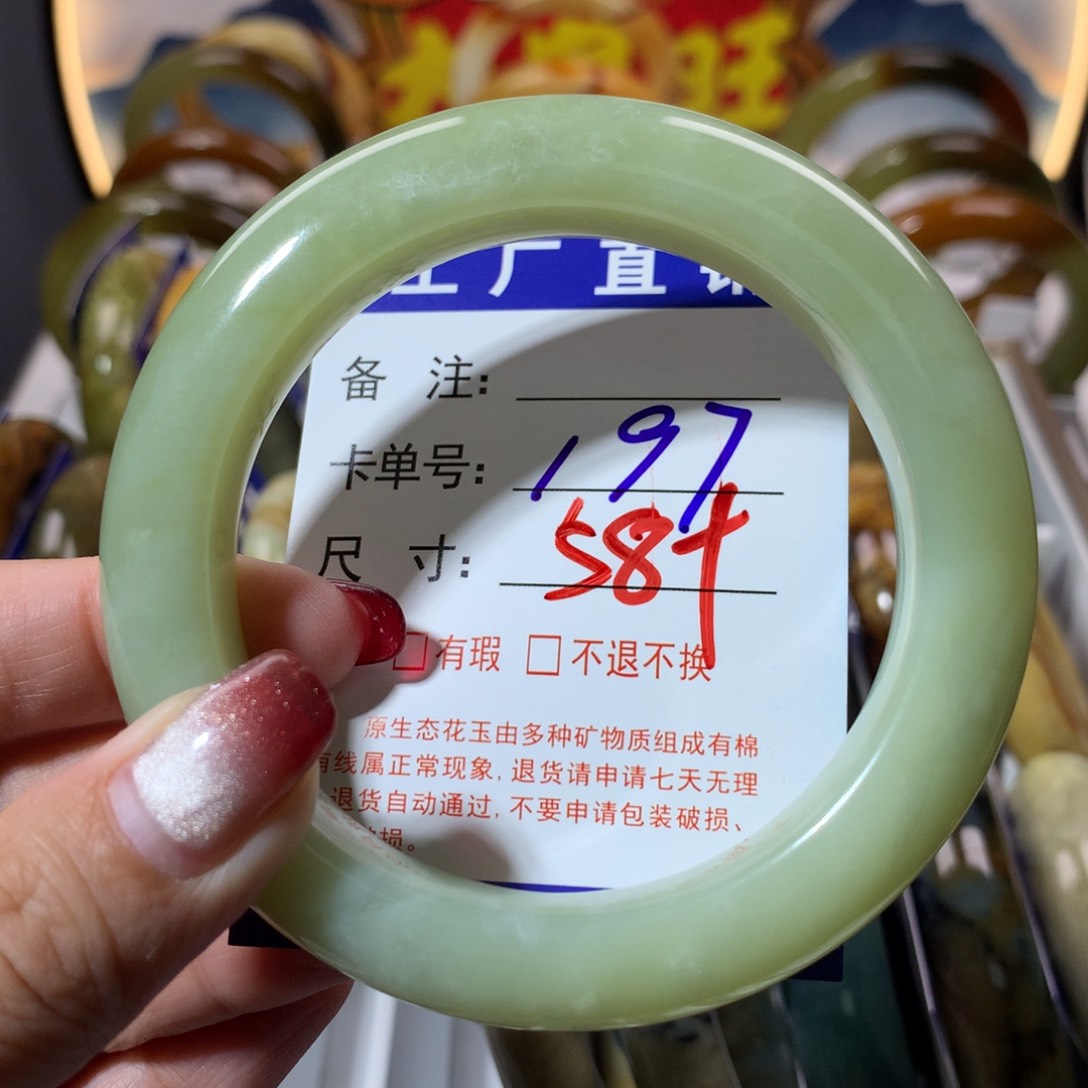 旺
工厂直销
备 注:
卡单号: 197
尺 寸: 58+
□有瑕 □不退不换
原生态花玉由多种矿物质组成有棉
有线属正常现象,退货请申请七天无理
退货自动通过,不要申请包装破损、
损。